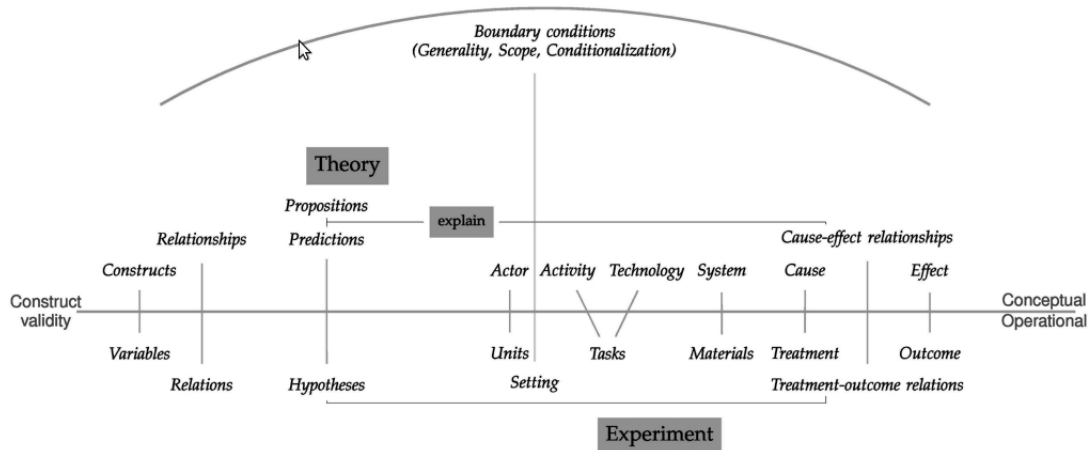 Boundary conditions
(Generality, Scope, Conditionalization)
Theory
Propositions
explain
Relationships Predictions Cause-effect relationships
Constructs Actor Activity Technology System Cause Effect
Construct validity Conceptual
Operational
Variables Units Tasks Materials Treatment Outcome
Relations Hypotheses Setting Treatment-outcome relations
Experiment